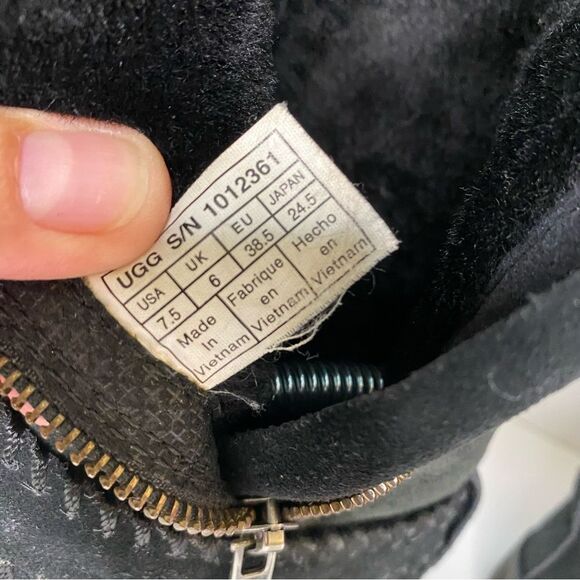 UGG S/N 1012361
USA UK EU JAPAN
7.5 6 38.5 24.5
Made Fabrique Hecho
In en en
Vietnam Vietnam Vietnam